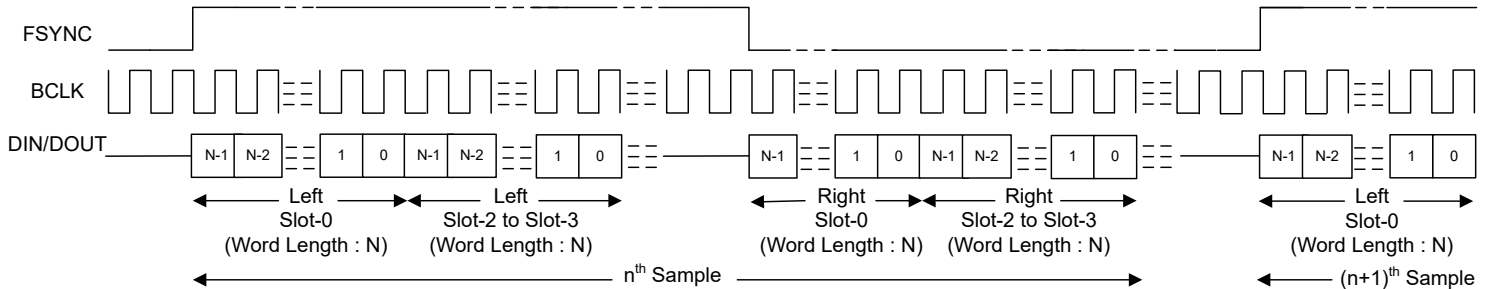 FSYNC
BCLK
DIN/DOUT
N-1 N-2 1 0 N-1 N-2 1 0 N-1 1 0 N-1 N-2 1 0 N-1 N-2 1 0
Left
Slot-0
(Word Length : N)
Left
Slot-2 to Slot-3
(Word Length : N)
Right
Slot-0
(Word Length : N)
Right
Slot-2 to Slot-3
(Word Length : N)
Left
Slot-0
(Word Length : N)
nth Sample
(n+1)th Sample